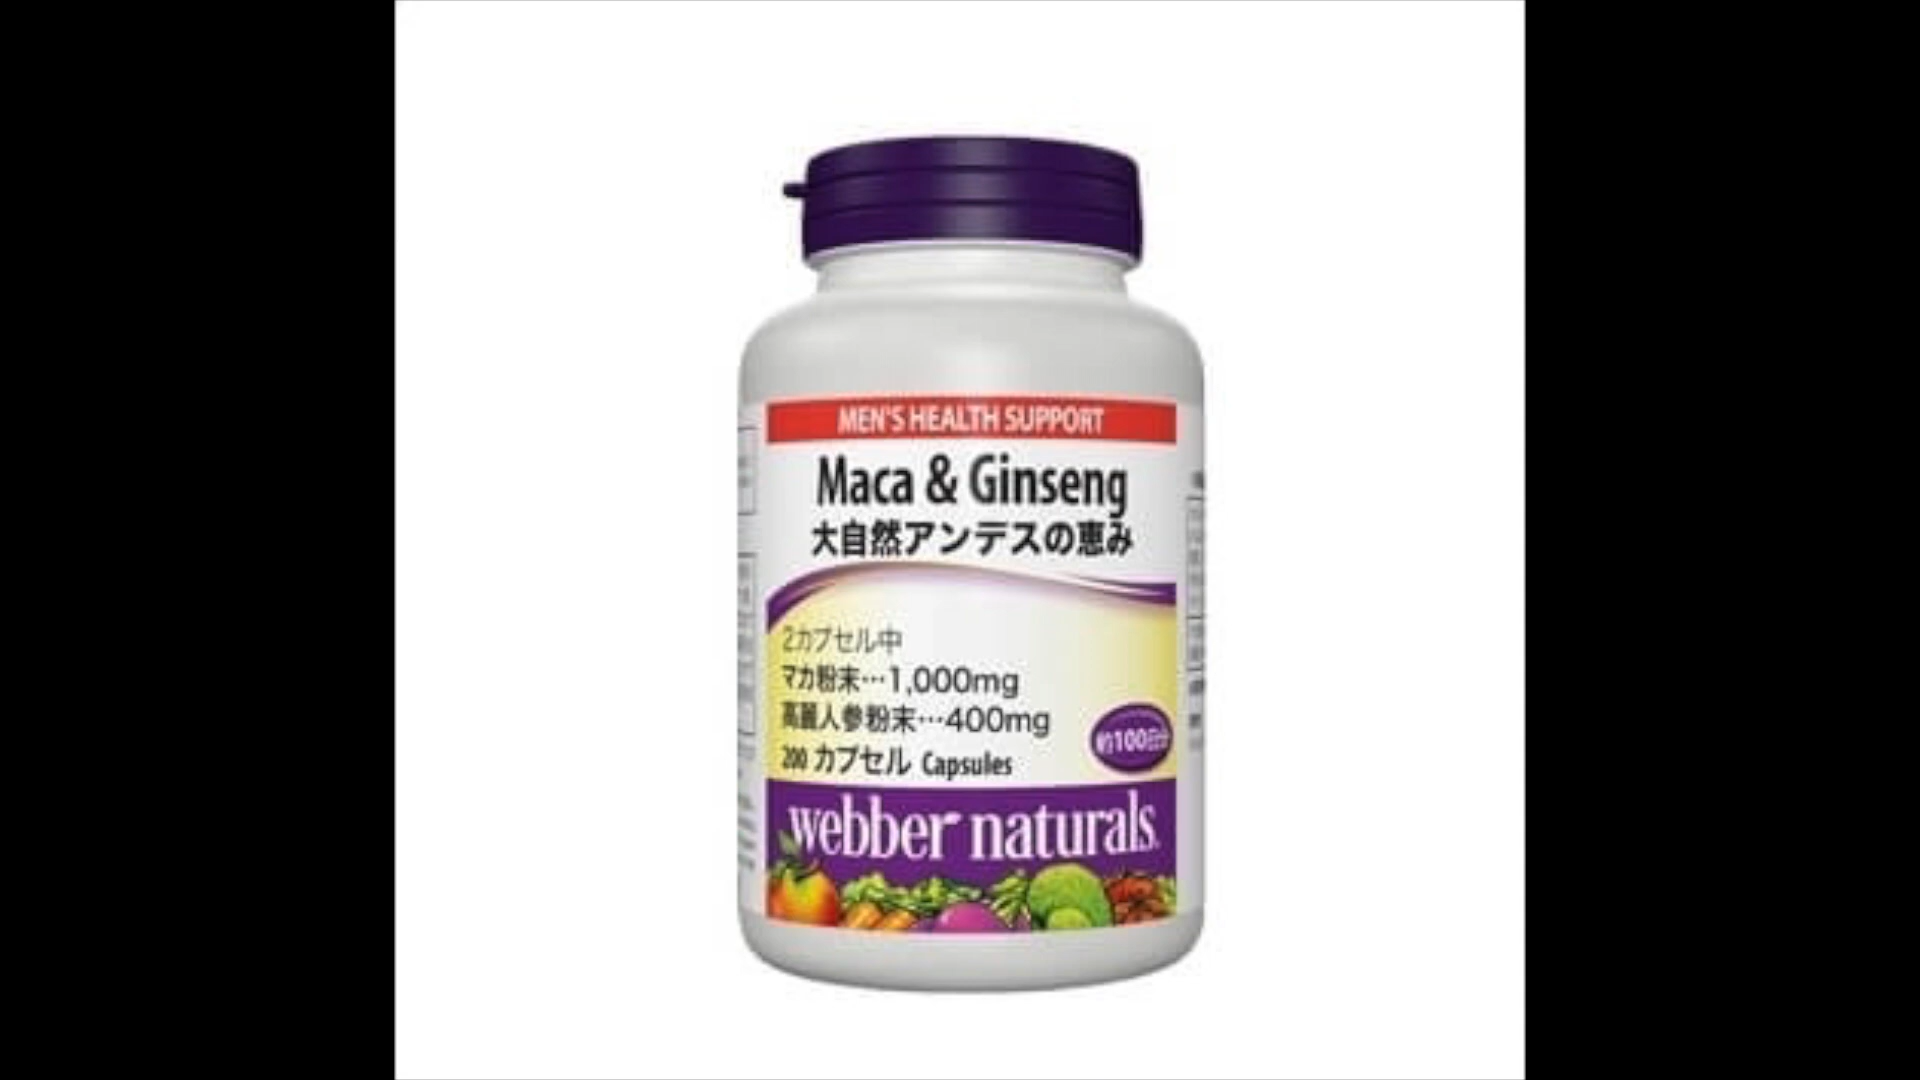 MEN'S HEALTH SUPPORT
Maca & Ginseng
大自然アンデスの恵み
2カプセル中
マカ粉末…1,000mg
高麗人参粉末…400mg
約100日分
200 カプセル Capsules
webber naturals.